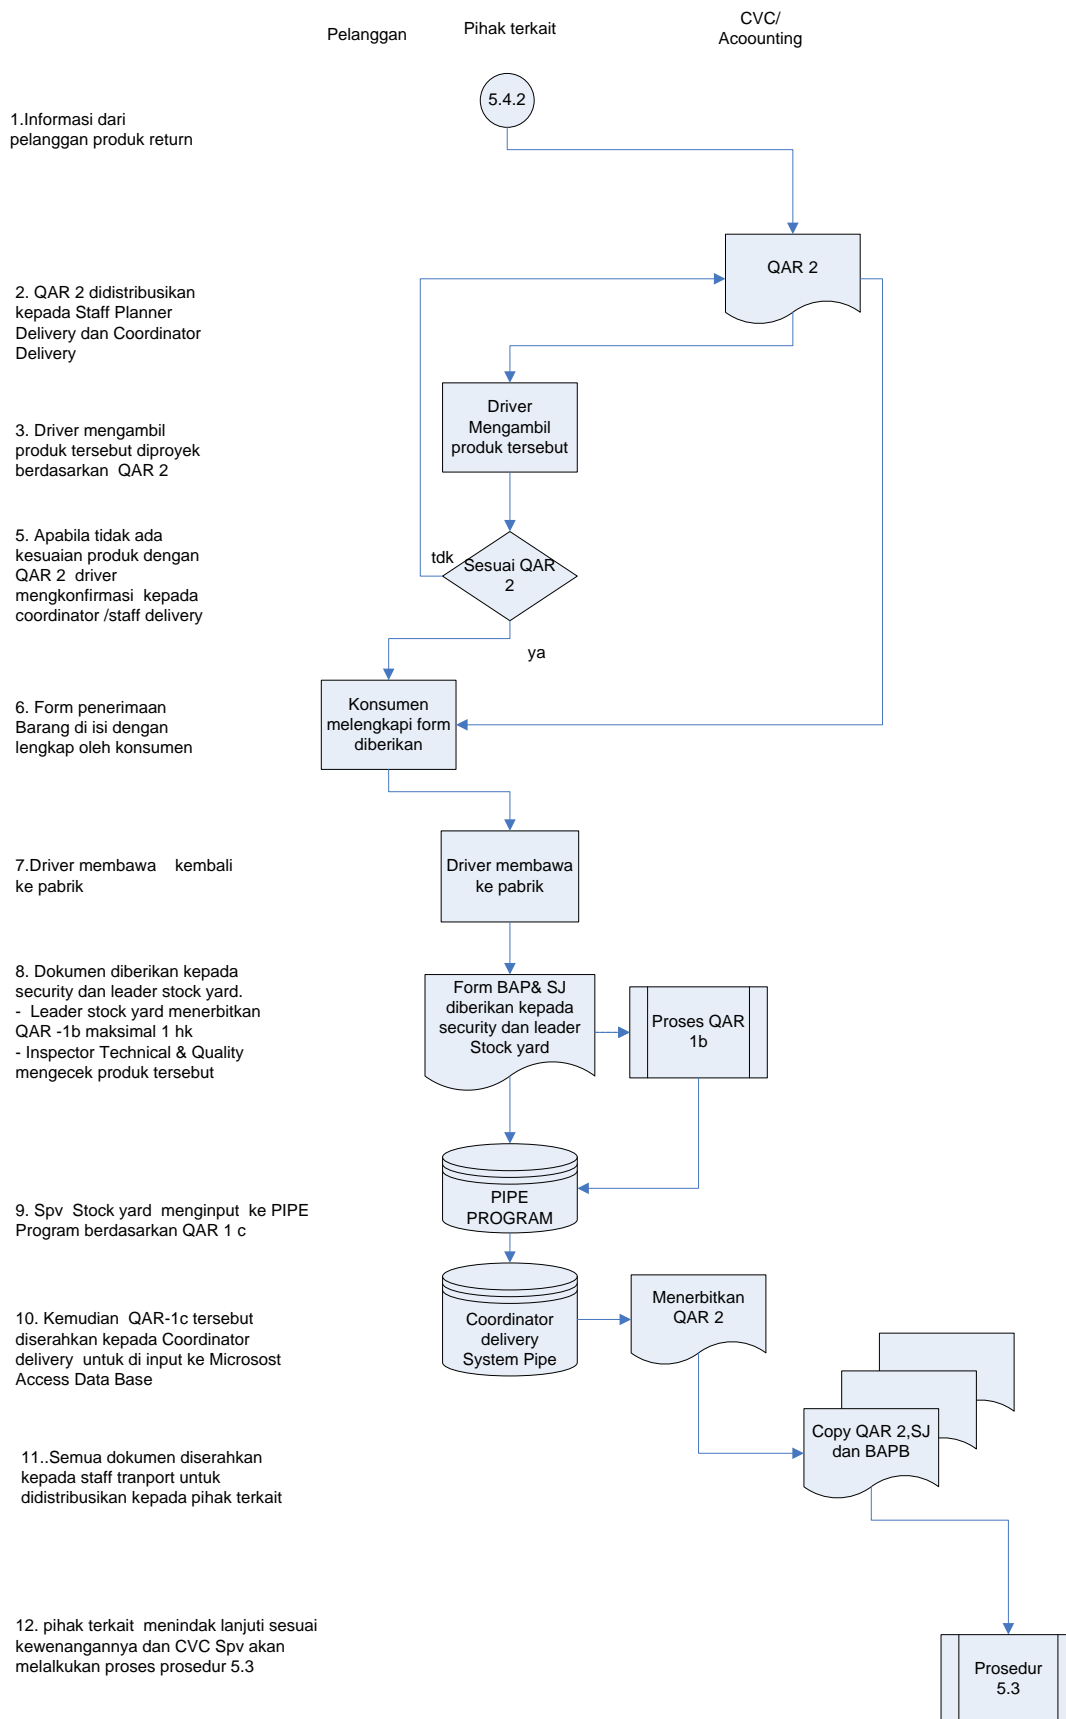 Pelanggan
Pihak terkait
CVC/
Acoounting
5.4.2
1.Informasi dari
pelanggan produk return
QAR 2
2. QAR 2 didistribusikan
kepada Staff Planner
Delivery dan Coordinator
Delivery
Driver
Mengambil
produk tersebut
3. Driver mengambil
produk tersebut diproyek
berdasarkan QAR 2
5. Apabila tidak ada
kesuaian produk dengan
QAR 2 driver
mengkonfirmasi kepada
coordinator /staff delivery
tdk
Sesuai QAR
2
ya
6. Form penerimaan
Barang di isi dengan
lengkap oleh konsumen
Konsumen
melengkapi form
diberikan
7.Driver membawa kembali
ke pabrik
Driver membawa
ke pabrik
8. Dokumen diberikan kepada
security dan leader stock yard.
- Leader stock yard menerbitkan
QAR -1b maksimal 1 hk
- Inspector Technical & Quality
mengecek produk tersebut
Form BAP& SJ
diberikan kepada
security dan leader
Stock yard
Proses QAR
1b
PIPE
PROGRAM
9. Spv Stock yard menginput ke PIPE
Program berdasarkan QAR 1 c
Coordinator
delivery
System Pipe
Menerbitkan
QAR 2
10. Kemudian QAR-1c tersebut
diserahkan kepada Coordinator
delivery untuk di input ke Microsost
Access Data Base
Copy QAR 2,SJ
dan BAPB
11..Semua dokumen diserahkan
kepada staff tranport untuk
didistribusikan kepada pihak terkait
12. pihak terkait menindak lanjuti sesuai
kewenangannya dan CVC Spv akan
melalkukan proses prosedur 5.3
Prosedur
5.3